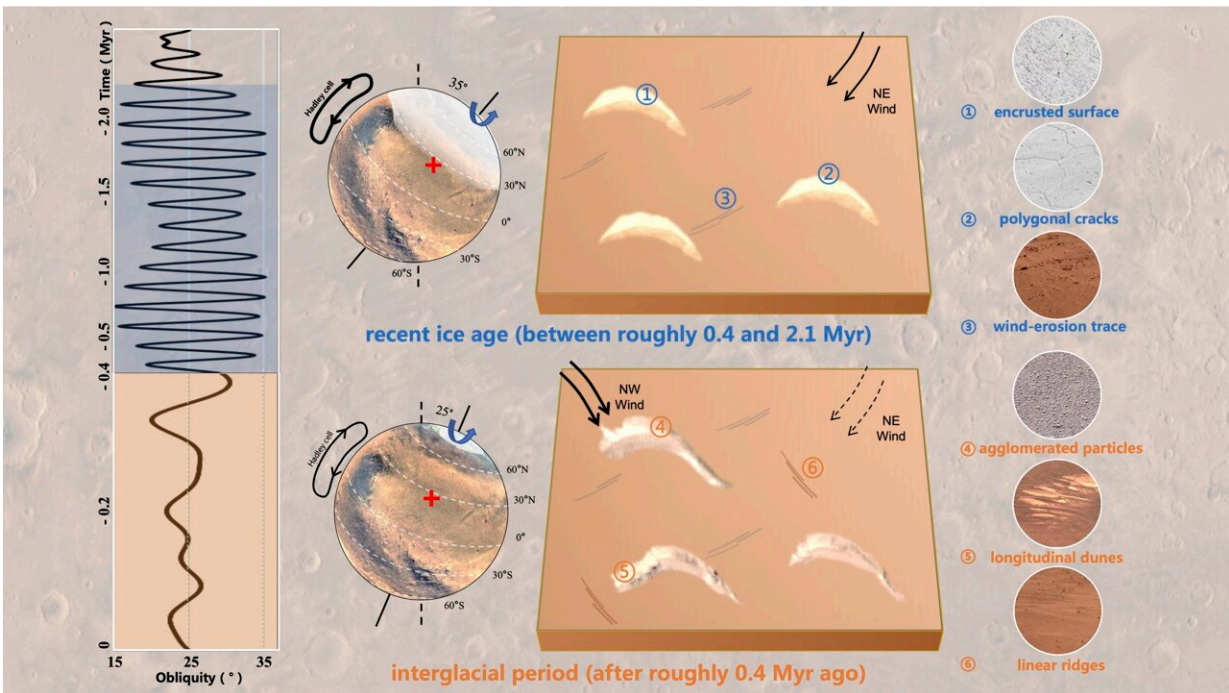 Time ( Myr )
- 2.0
- 1.5
- 1.0
- 0.5
- 0.4
- 0.2
0
15
25
35
Obliquity ( ° )
Hadley cell
35°
60°N
30°N
0°
30°S
60°S
NE
Wind
①
②
③
recent ice age (between roughly 0.4 and 2.1 Myr)
Hadley cell
25°
60°N
30°N
0°
30°S
60°S
NW
Wind
NE
Wind
④
⑤
⑥
interglacial period (after roughly 0.4 Myr ago)
① encrusted surface
② polygonal cracks
③ wind-erosion trace
④ agglomerated particles
⑤ longitudinal dunes
⑥ linear ridges